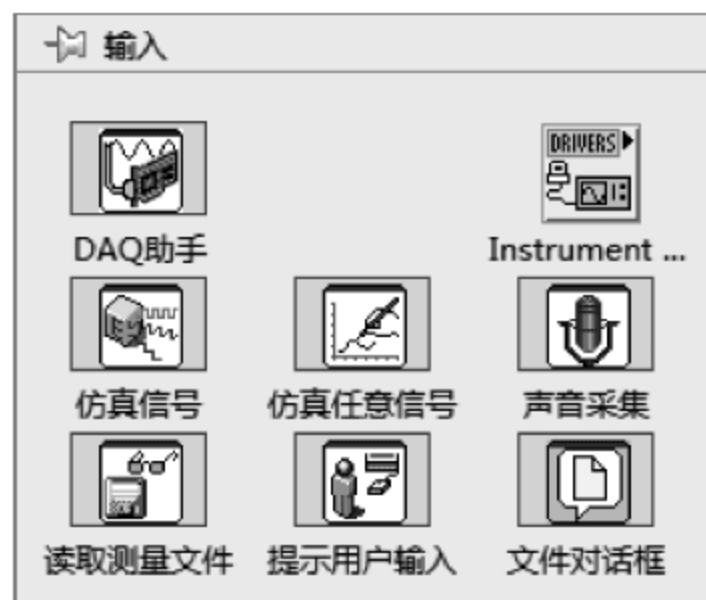 输入
DRIVERS
DAQ助手
Instrument ...
仿真信号
仿真任意信号
声音采集
读取测量文件
提示用户输入
文件对话框